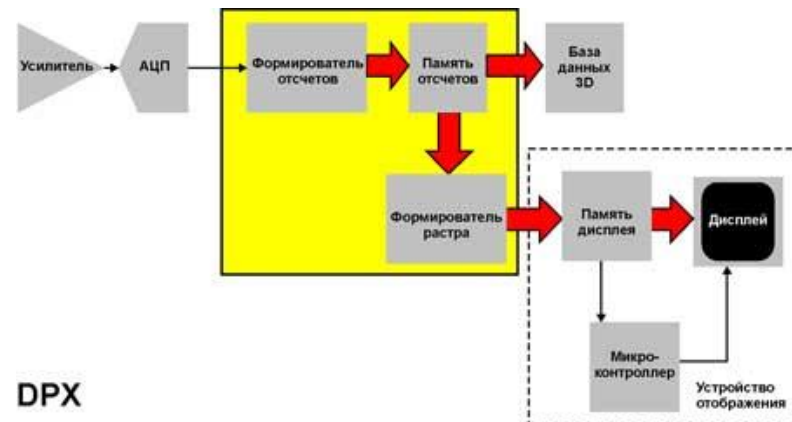 Усилитель
АЦП
Формирователь
отсчетов
Память
отсчетов
База
данных
3D
Формирователь
растра
Память
дисплея
Дисплей
Микро-
контроллер
Устройство
отображения
DPX